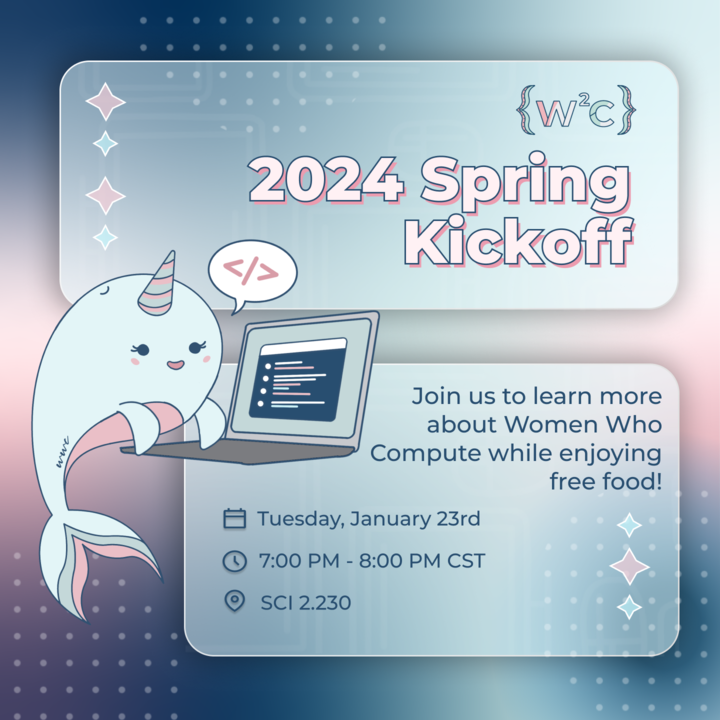 {W²C}
2024 Spring
Kickoff
</>
wwc
Join us to learn more
about Women Who
Compute while enjoying
free food!
Tuesday, January 23rd
7:00 PM - 8:00 PM CST
SCI 2.230